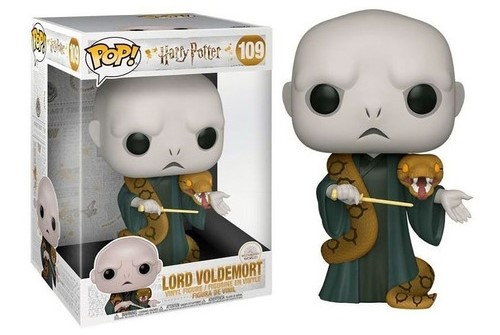 109
POP!
Harry Potter
109
LORD VOLDEMORT
VINYL FIGURE / FIGURINE EN VINYLE
FIGURA DE VINIL